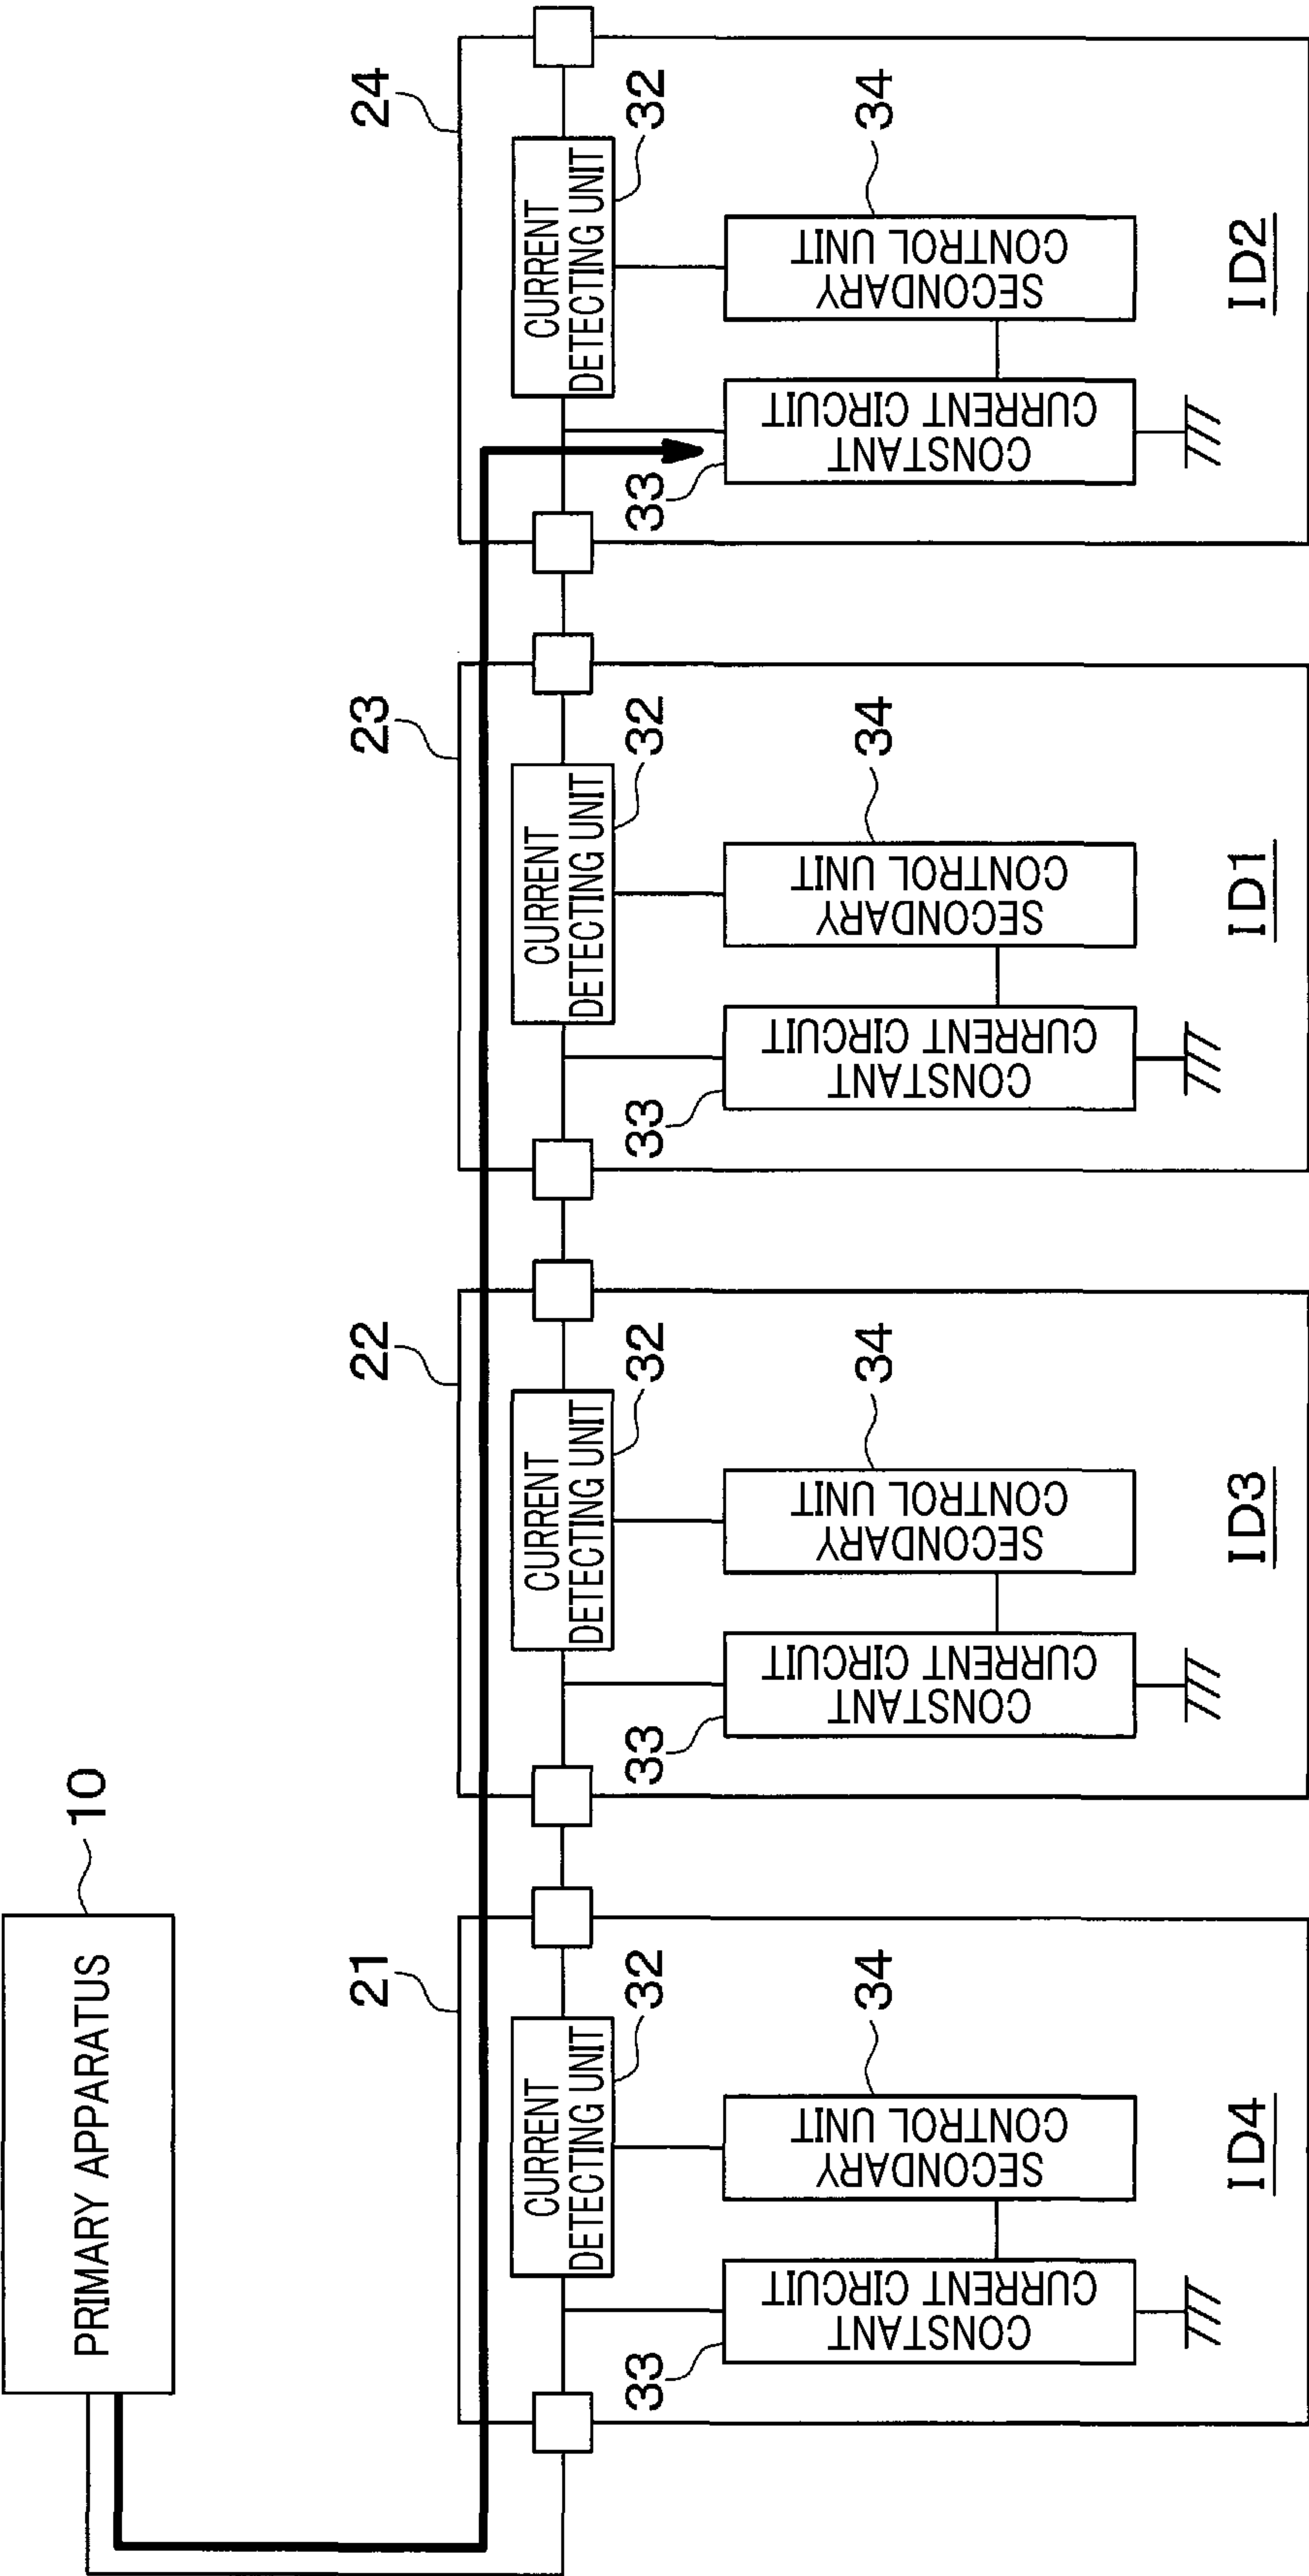 PRIMARY APPARATUS
10
21
CURRENT
DETECTING UNIT
32
33
CONSTANT
CURRENT CIRCUIT
34
SECONDARY
CONTROL UNIT
ID4
22
CURRENT
DETECTING UNIT
32
33
CONSTANT
CURRENT CIRCUIT
34
SECONDARY
CONTROL UNIT
ID3
23
CURRENT
DETECTING UNIT
32
33
CONSTANT
CURRENT CIRCUIT
34
SECONDARY
CONTROL UNIT
ID1
24
CURRENT
DETECTING UNIT
32
33
CONSTANT
CURRENT CIRCUIT
34
SECONDARY
CONTROL UNIT
ID2